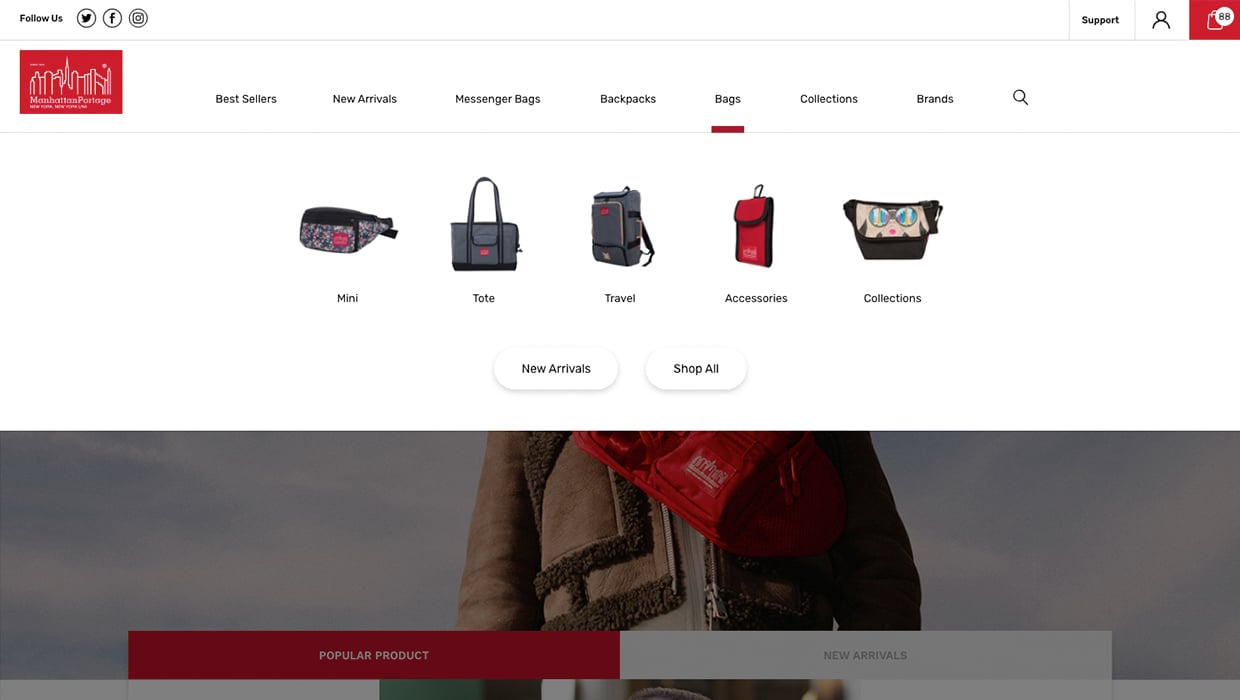 Follow Us
Support
88
ManhattanPortage
NEW YORK, NEW YORK USA
Best Sellers
New Arrivals
Messenger Bags
Backpacks
Bags
Collections
Brands
Mini
Tote
Travel
Accessories
Collections
New Arrivals
Shop All
POPULAR PRODUCT
NEW ARRIVALS